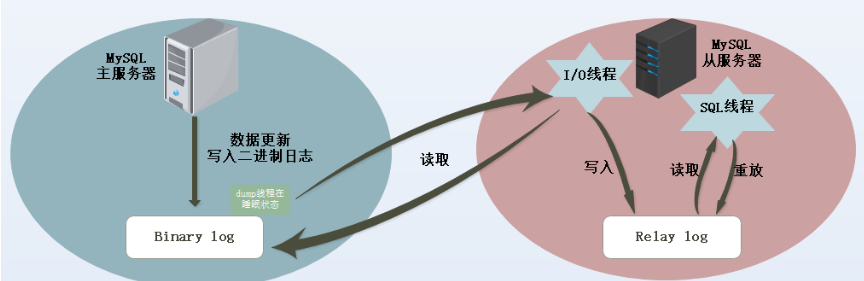 MySQL
主服务器
数据更新
写入二进制日志
dump线程在
睡眠状态
Binary log
读取
I/O线程
MySQL
从服务器
SQL线程
写入
读取
重放
Relay log